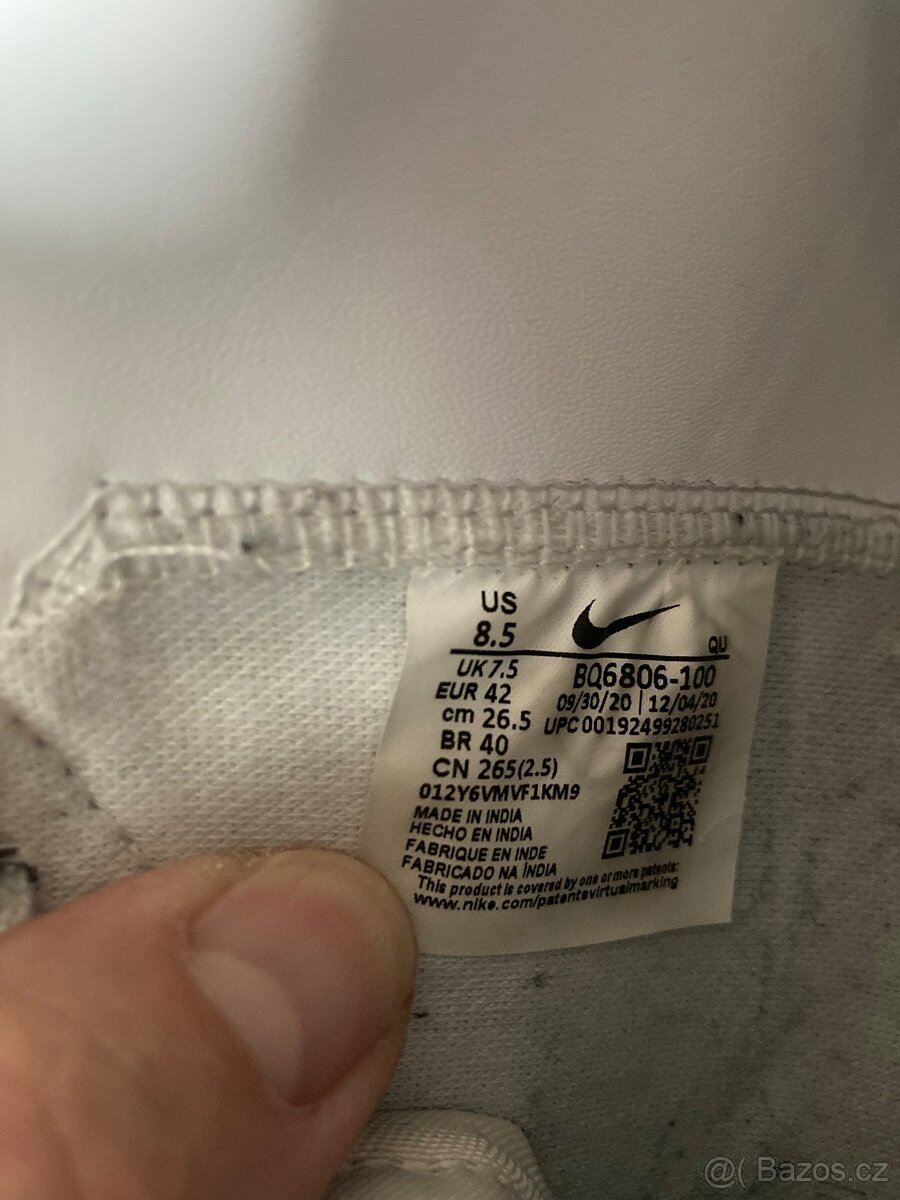 US
8.5
QU
UK 7.5
BQ6806-100
EUR 42
09/30/20 | 12/04/20
cm 26.5
UPC 00192499280251
BR 40
CN 265(2.5)
012Y6VMVF1KM9
MADE IN INDIA
HECHO EN INDIA
FABRIQUE EN INDE
FABRICADO NA ÍNDIA
This product is covered by one or more patents:
www.nike.com/patentsvirtualmarking
@( Bazos.cz